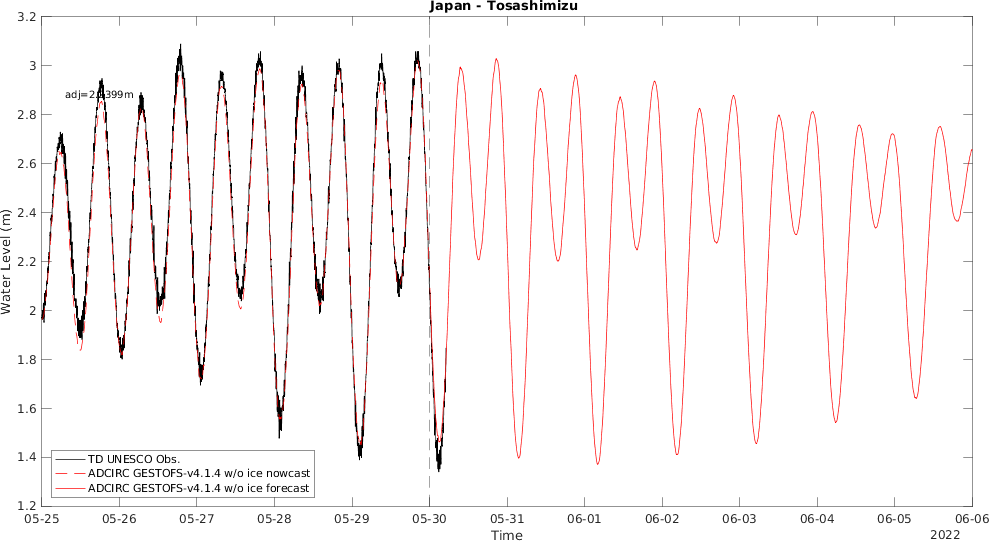 Japan - Tosashimizu
3.2
3
2.8
2.6
2.4
2.2
2
1.8
1.6
1.4
1.2
Water Level (m)
TD UNESCO Obs.
ADCIRC GESTOFS-v4.1.4 w/o ice nowcast
ADCIRC GESTOFS-v4.1.4 w/o ice forecast
05-25 05-26 05-27 05-28 05-29 05-30 05-31 06-01 06-02 06-03 06-04 06-05 06-06
Time
2022